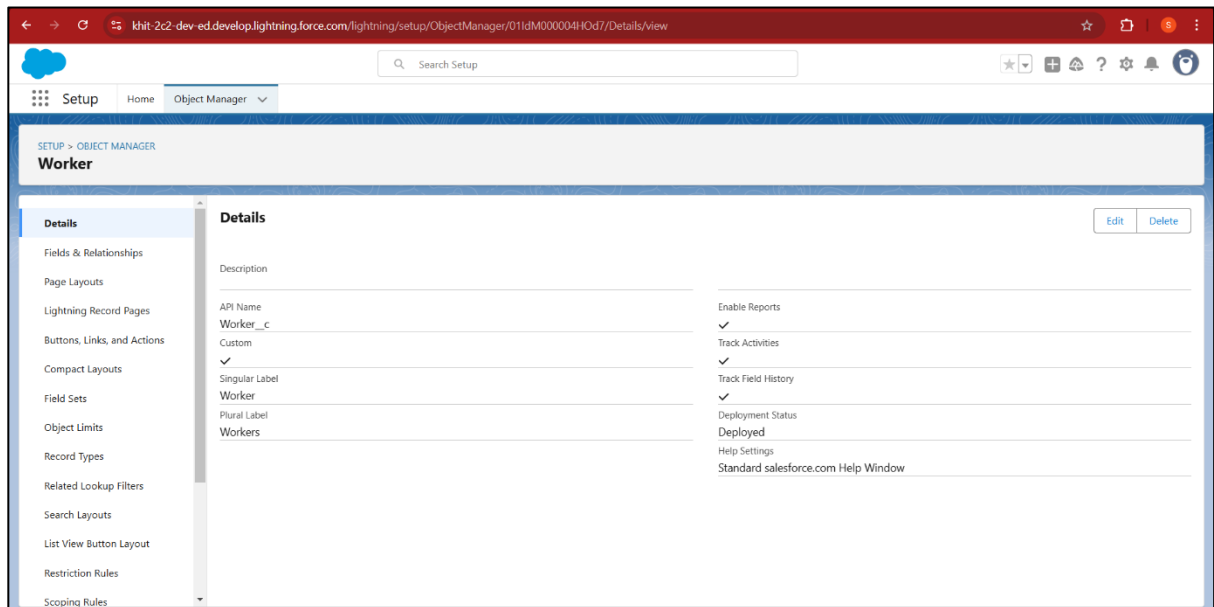 khit-2c2-dev-ed.develop.lightning.force.com/lightning/setup/ObjectManager/01IdM000004HOd7/Details/view
S
Search Setup
Setup
Home
Object Manager
SETUP > OBJECT MANAGER
Worker
Details
Fields & Relationships
Page Layouts
Lightning Record Pages
Buttons, Links, and Actions
Compact Layouts
Field Sets
Object Limits
Record Types
Related Lookup Filters
Search Layouts
List View Button Layout
Restriction Rules
Scoping Rules
Details
Edit
Delete
Description
API Name
Worker__c
Custom
Singular Label
Worker
Plural Label
Workers
Enable Reports
Track Activities
Track Field History
Deployment Status
Deployed
Help Settings
Standard salesforce.com Help Window